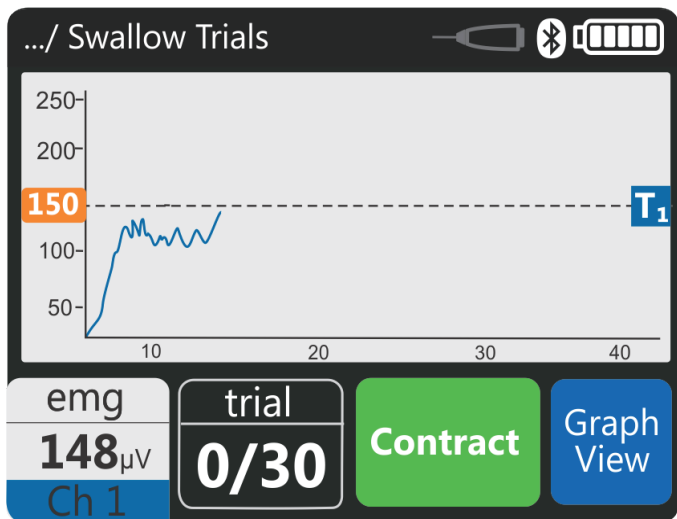 .../ Swallow Trials
250
200
150
T1
100
50
10 20 30 40
emg
148µV
Ch 1
trial
0/30
Contract
Graph
View